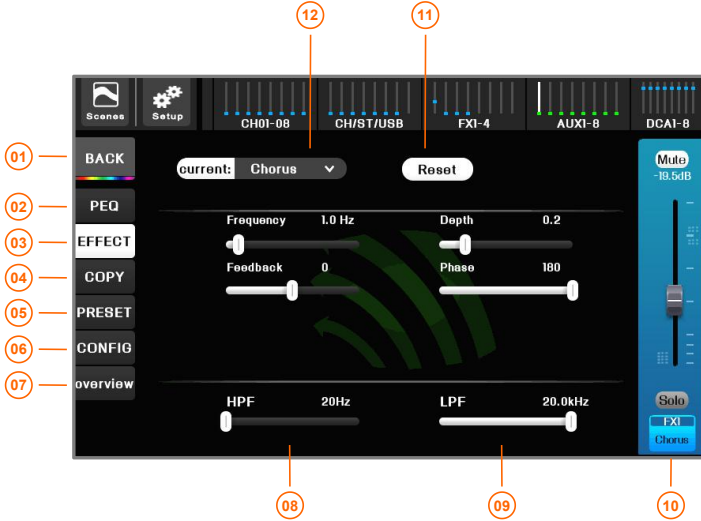 12
11
Scenes
Setup
CH01-08
CH/ST/USB
FX1-4
AUX1-8
DCA1-8
01
BACK
current:
Chorus
Reset
Mute
-19.5dB
02
PEQ
03
EFFECT
Frequency
1.0 Hz
Depth
0.2
04
COPY
Feedback
0
Phase
180
05
PRESET
06
CONFIG
07
overview
HPF
20Hz
LPF
20.0kHz
Solo
FX1
Chorus
08
09
10